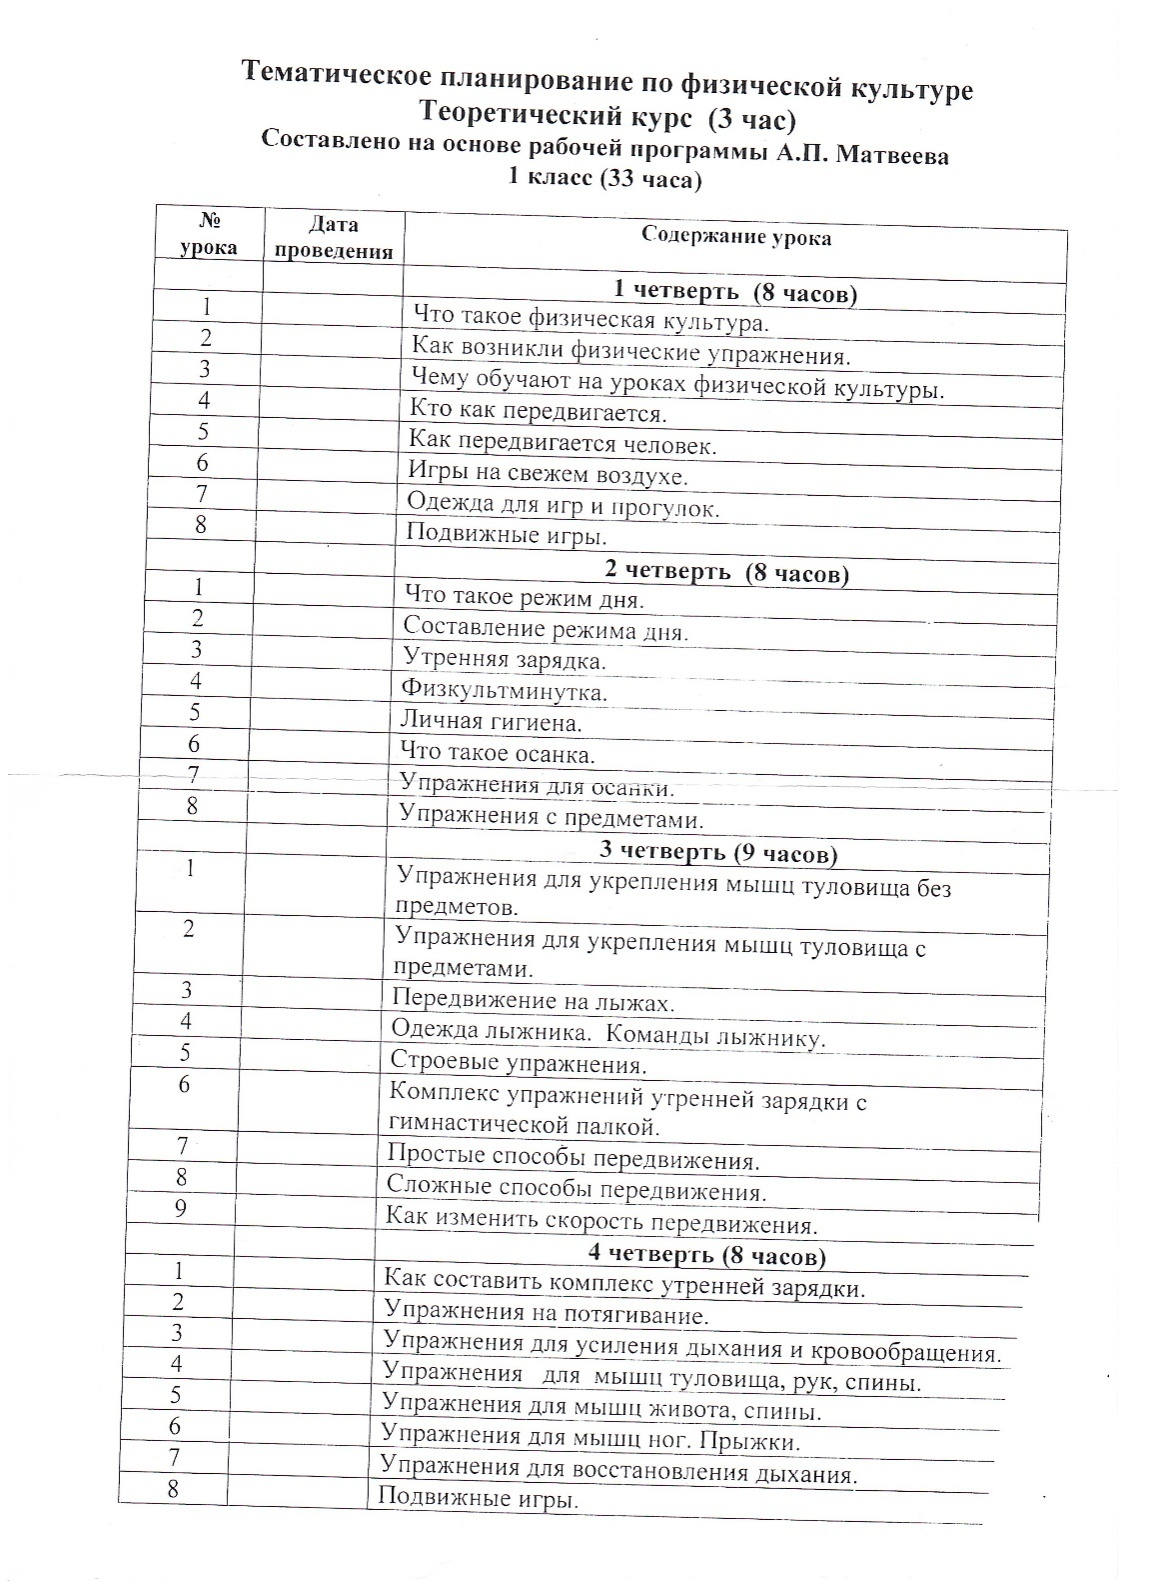 Тематическое планирование по физической культуре
Теоретический курс  (3 час)
Составлено на основе рабочей программы А.П. Матвеева
1 класс (33 часа)
№ урока	Дата проведения	Содержание урока
1 четверть  (8 часов)
1	Что такое физическая культура.
2	Как возникли физические упражнения.
3	Чему обучают на уроках физической культуры.
4	Кто как передвигается.
5	Как передвигается человек.
6	Игры на свежем воздухе.
7	Одежда для игр и прогулок.
8	Подвижные игры.
2 четверть  (8 часов)
1	Что такое режим дня.
2	Составление режима дня.
3	Утренняя зарядка.
4	Физкультминутка.
5	Личная гигиена.
6	Что такое осанка.
7	Упражнения для осанки.
8	Упражнения с предметами.
3 четверть (9 часов)
1	Упражнения для укрепления мышц туловища без
предметов.
2	Упражнения для укрепления мышц туловища с
предметами.
3	Передвижение на лыжах.
4	Одежда лыжника.  Команды лыжнику.
5	Строевые упражнения.
6	Комплекс упражнений утренней зарядки с
гимнастической палкой.
7	Простые способы передвижения.
8	Сложные способы передвижения.
9	Как изменить скорость передвижения.
4 четверть (8 часов)
1	Как составить комплекс утренней зарядки.
2	Упражнения на потягивание.
3	Упражнения для усиления дыхания и кровообращения.
4	Упражнения   для  мышц туловища, рук, спины.
5	Упражнения для мышц живота, спины.
6	Упражнения для мышц ног. Прыжки.
7	Упражнения для восстановления дыхания.
8	Подвижные игры.